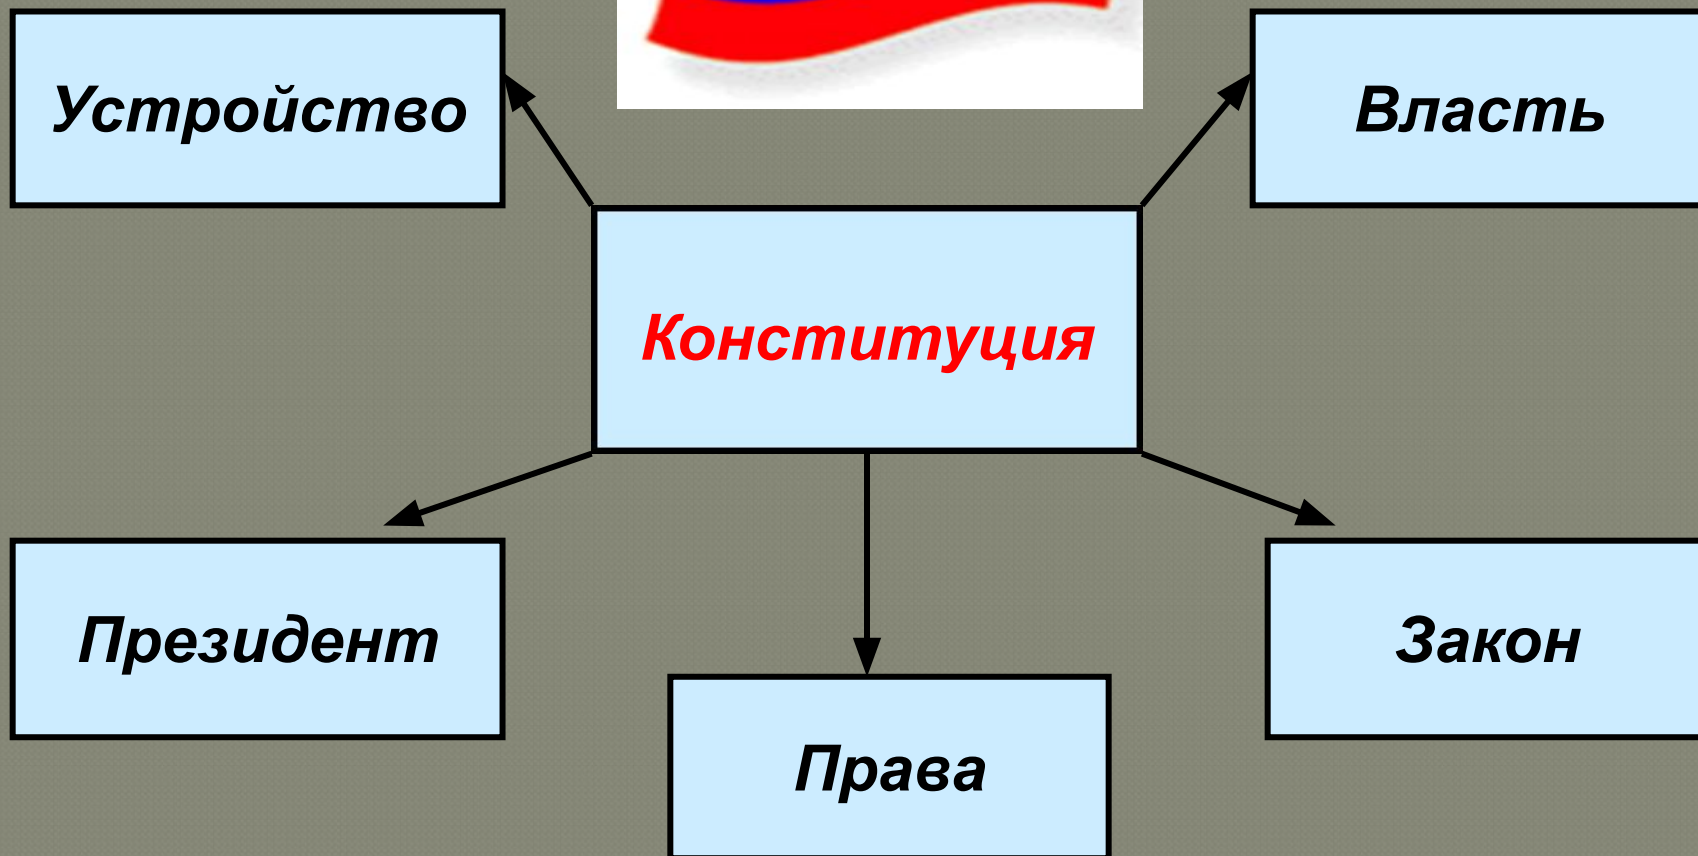 Устройство
Власть
Конституция
Президент
Закон
Права